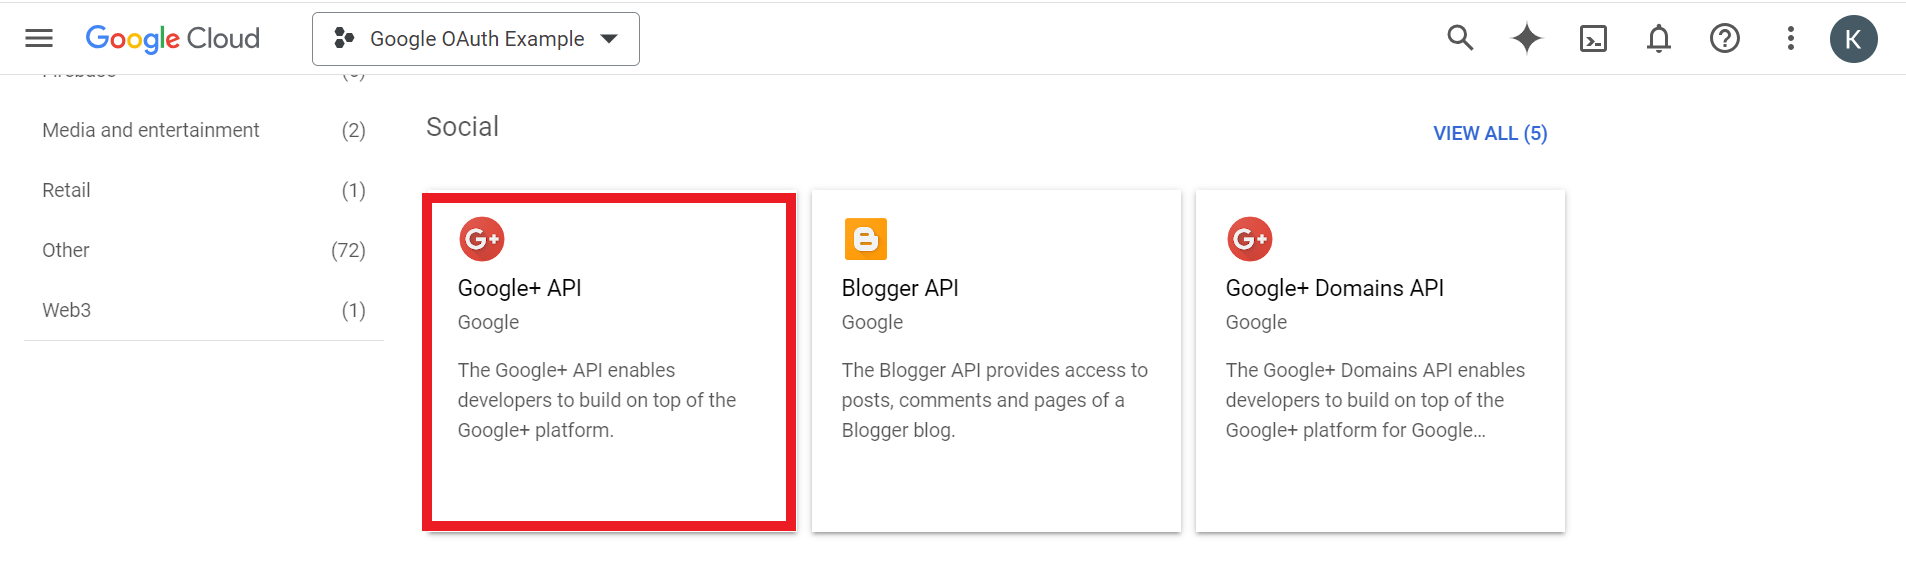 Google Cloud
Google OAuth Example
K
Firebase
Media and entertainment (2)
Retail (1)
Other (72)
Web3 (1)
Social
VIEW ALL (5)
G+
Google+ API
Google
The Google+ API enables
developers to build on top of the
Google+ platform.
Blogger API
Google
The Blogger API provides access to
posts, comments and pages of a
Blogger blog.
G+
Google+ Domains API
Google
The Google+ Domains API enables
developers to build on top of the
Google+ platform for Google…